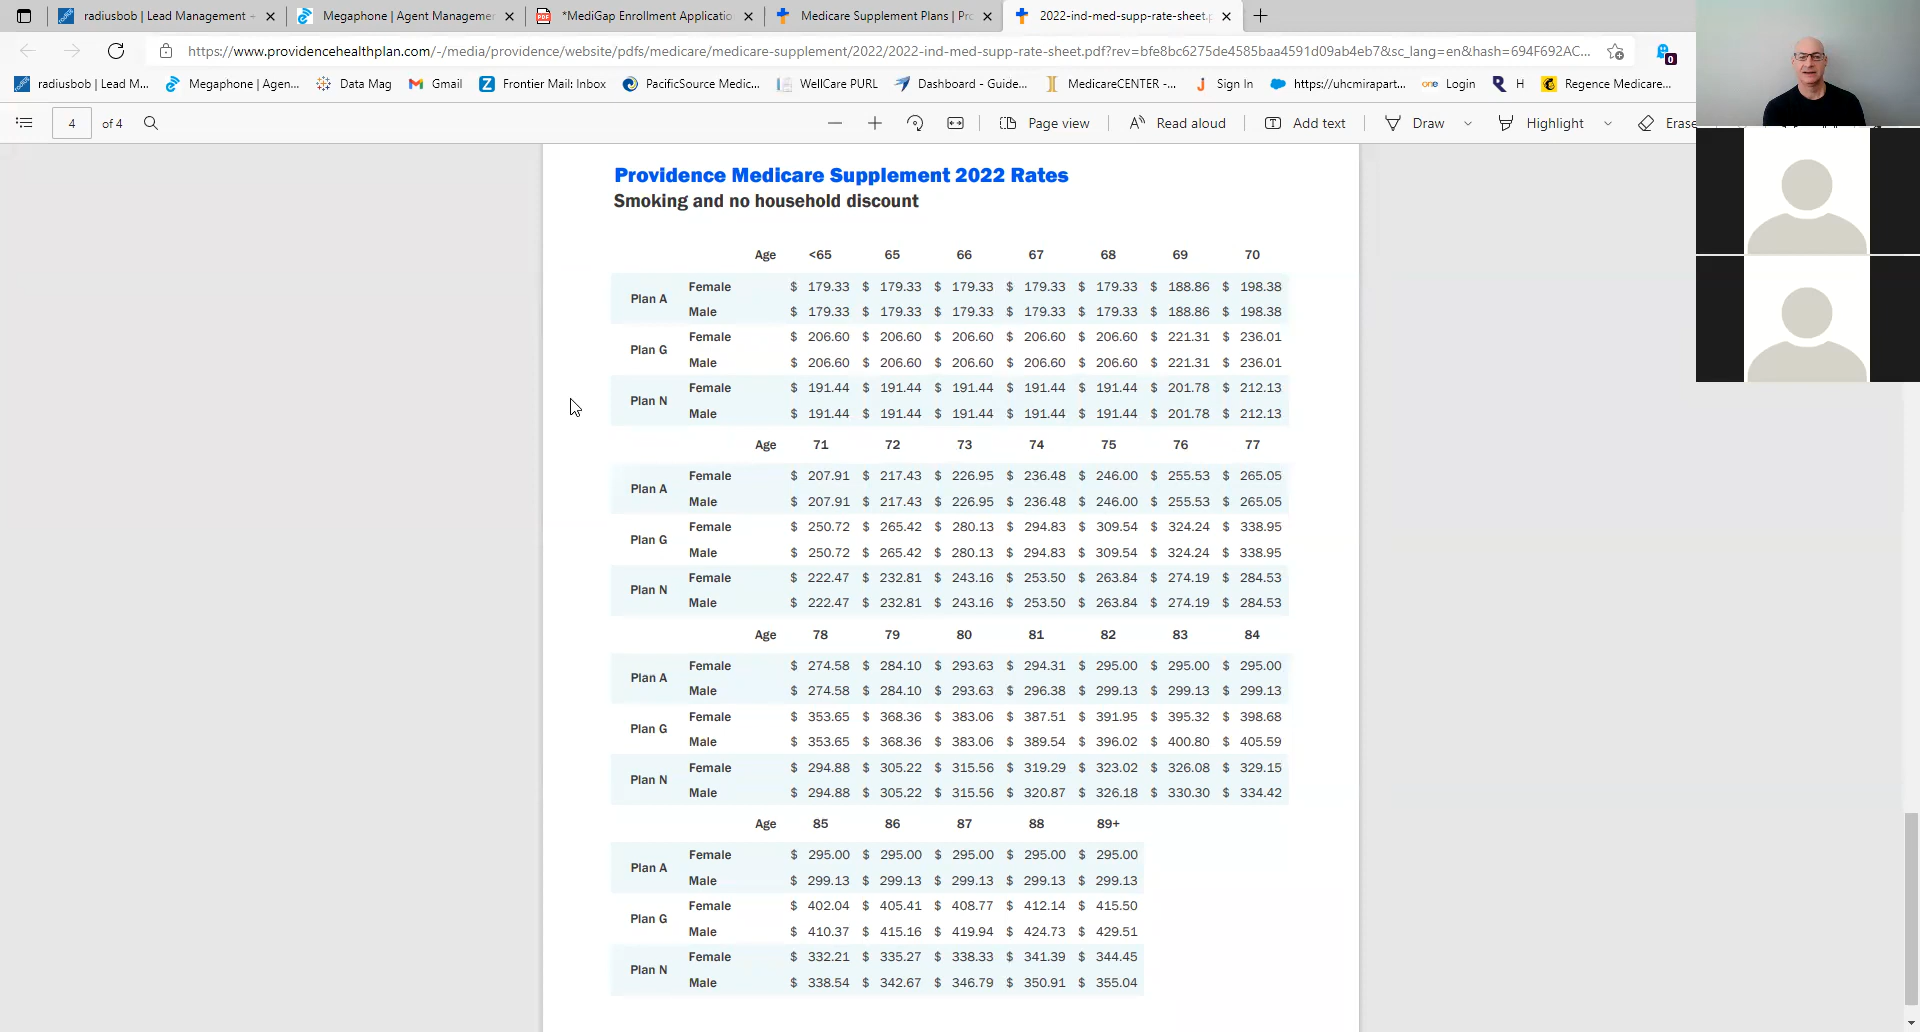 radiusbob | Lead Management
Megaphone | Agent Manageme
*MediGap Enrollment Applicatio
Medicare Supplement Plans | Pr
2022-ind-med-supp-rate-sheet.p
https://www.providencehealthplan.com/-/media/providence/website/pdfs/medicare/medicare-supplement/2022/2022-ind-med-supp-rate-sheet.pdf?rev=bfe8bc6275de4585baa4591d09ab4eb7&sc_lang=en&hash=694F692AC...
0
radiusbob | Lead M... Megaphone | Agen... Data Mag Gmail Frontier Mail: Inbox PacificSource Medic... WellCare PURL Dashboard - Guide... MedicareCENTER -... Sign In https://uhcmirapart... one Login H Regence Medicare...
4 of 4 Page view Read aloud Add text Draw Highlight Erase
Providence Medicare Supplement 2022 Rates
Smoking and no household discount
Age <65 65 66 67 68 69 70
Plan A
Female $ 179.33 $ 179.33 $ 179.33 $ 179.33 $ 179.33 $ 188.86 $ 198.38
Male $ 179.33 $ 179.33 $ 179.33 $ 179.33 $ 179.33 $ 188.86 $ 198.38
Plan G
Female $ 206.60 $ 206.60 $ 206.60 $ 206.60 $ 206.60 $ 221.31 $ 236.01
Male $ 206.60 $ 206.60 $ 206.60 $ 206.60 $ 206.60 $ 221.31 $ 236.01
Plan N
Female $ 191.44 $ 191.44 $ 191.44 $ 191.44 $ 191.44 $ 201.78 $ 212.13
Male $ 191.44 $ 191.44 $ 191.44 $ 191.44 $ 191.44 $ 201.78 $ 212.13
Age 71 72 73 74 75 76 77
Plan A
Female $ 207.91 $ 217.43 $ 226.95 $ 236.48 $ 246.00 $ 255.53 $ 265.05
Male $ 207.91 $ 217.43 $ 226.95 $ 236.48 $ 246.00 $ 255.53 $ 265.05
Plan G
Female $ 250.72 $ 265.42 $ 280.13 $ 294.83 $ 309.54 $ 324.24 $ 338.95
Male $ 250.72 $ 265.42 $ 280.13 $ 294.83 $ 309.54 $ 324.24 $ 338.95
Plan N
Female $ 222.47 $ 232.81 $ 243.16 $ 253.50 $ 263.84 $ 274.19 $ 284.53
Male $ 222.47 $ 232.81 $ 243.16 $ 253.50 $ 263.84 $ 274.19 $ 284.53
Age 78 79 80 81 82 83 84
Plan A
Female $ 274.58 $ 284.10 $ 293.63 $ 294.31 $ 295.00 $ 295.00 $ 295.00
Male $ 274.58 $ 284.10 $ 293.63 $ 296.38 $ 299.13 $ 299.13 $ 299.13
Plan G
Female $ 353.65 $ 368.36 $ 383.06 $ 387.51 $ 391.95 $ 395.32 $ 398.68
Male $ 353.65 $ 368.36 $ 383.06 $ 389.54 $ 396.02 $ 400.80 $ 405.59
Plan N
Female $ 294.88 $ 305.22 $ 315.56 $ 319.29 $ 323.02 $ 326.08 $ 329.15
Male $ 294.88 $ 305.22 $ 315.56 $ 320.87 $ 326.18 $ 330.30 $ 334.42
Age 85 86 87 88 89+
Plan A
Female $ 295.00 $ 295.00 $ 295.00 $ 295.00 $ 295.00
Male $ 299.13 $ 299.13 $ 299.13 $ 299.13 $ 299.13
Plan G
Female $ 402.04 $ 405.41 $ 408.77 $ 412.14 $ 415.50
Male $ 410.37 $ 415.16 $ 419.94 $ 424.73 $ 429.51
Plan N
Female $ 332.21 $ 335.27 $ 338.33 $ 341.39 $ 344.45
Male $ 338.54 $ 342.67 $ 346.79 $ 350.91 $ 355.04